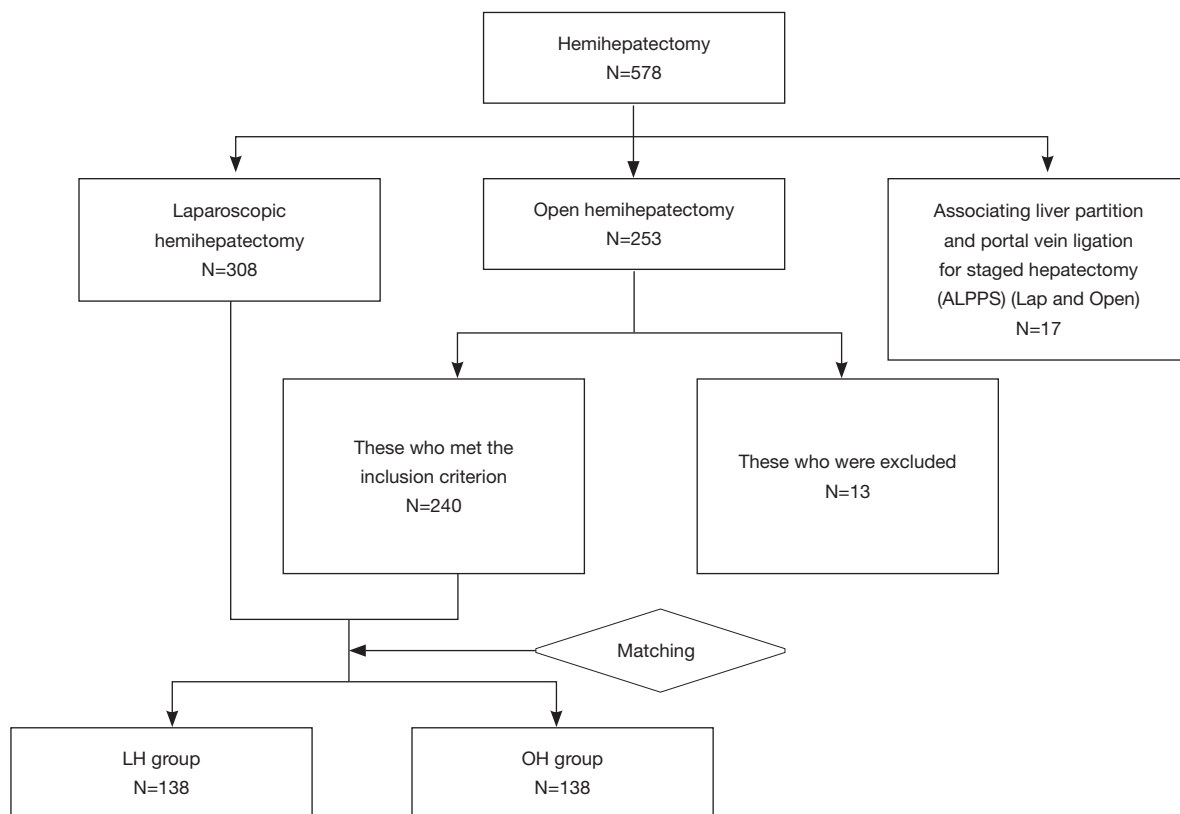 Hemihepatectomy
N=578
Laparoscopic
hemihepatectomy
N=308
Open hemihepatectomy
N=253
Associating liver partition
and portal vein ligation
for staged hepatectomy
(ALPPS) (Lap and Open)
N=17
These who met the
inclusion criterion
N=240
These who were excluded
N=13
Matching
LH group
N=138
OH group
N=138